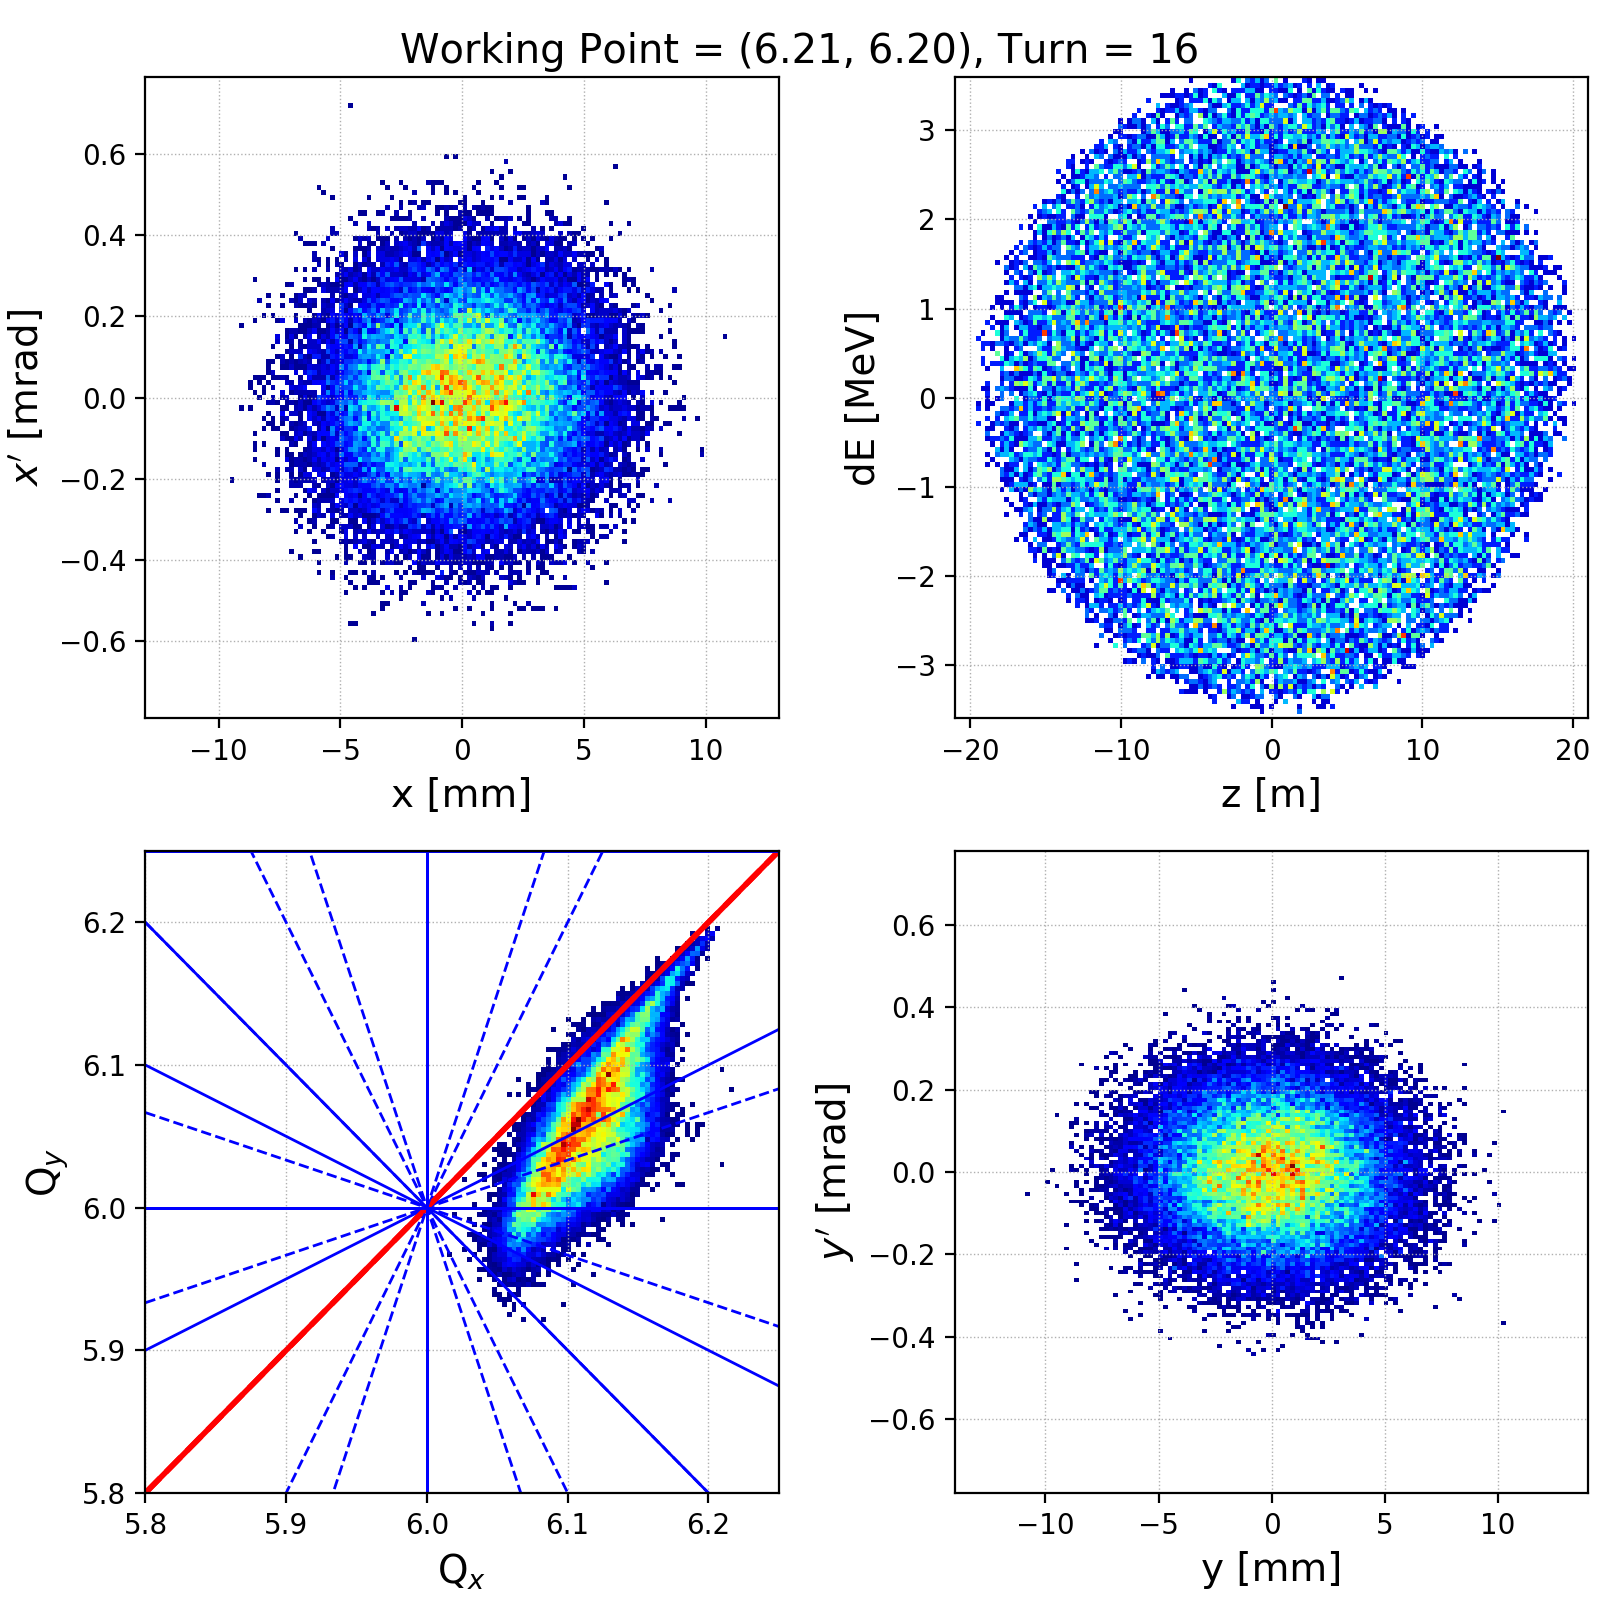 Working Point = (6.21, 6.20), Turn = 16
x′ [mrad]
0.6
0.4
0.2
0.0
−0.2
−0.4
−0.6
−10 −5 0 5 10
x [mm]
dE [MeV]
3
2
1
0
−1
−2
−3
−20 −10 0 10 20
z [m]
Qy
6.2
6.1
6.0
5.9
5.8
5.8 5.9 6.0 6.1 6.2
Qx
y′ [mrad]
0.6
0.4
0.2
0.0
−0.2
−0.4
−0.6
−10 −5 0 5 10
y [mm]